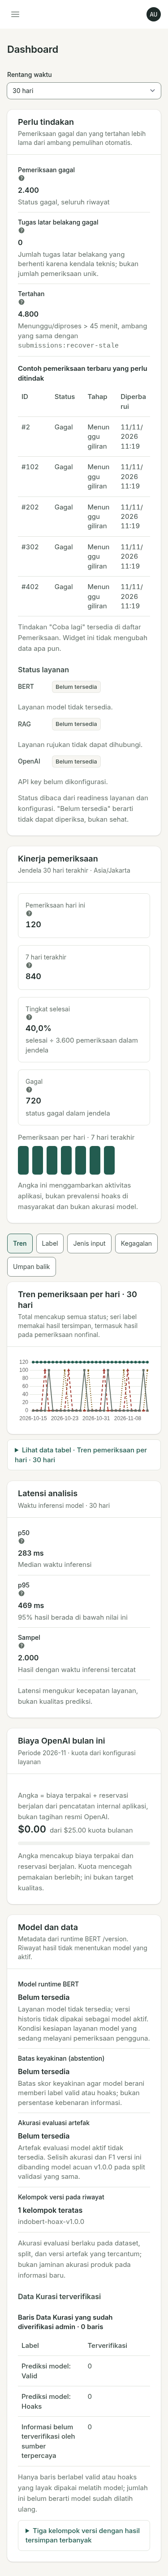 AU
Dashboard
Rentang waktu
30 hari
Perlu tindakan
Pemeriksaan gagal dan yang tertahan lebih
lama dari ambang pemulihan otomatis.
Pemeriksaan gagal
2.400
Status gagal, seluruh riwayat
Tugas latar belakang gagal
0
Jumlah tugas latar belakang yang
berhenti karena kendala teknis; bukan
jumlah pemeriksaan unik.
Tertahan
4.800
Menunggu/diproses > 45 menit, ambang
yang sama dengan
submissions:recover-stale
Contoh pemeriksaan terbaru yang perlu
ditindak
ID Status Tahap Diperba
rui
#2 Gagal Menun 11/11/
ggu 2026
giliran 11:19
#102 Gagal Menun 11/11/
ggu 2026
giliran 11:19
#202 Gagal Menun 11/11/
ggu 2026
giliran 11:19
#302 Gagal Menun 11/11/
ggu 2026
giliran 11:19
#402 Gagal Menun 11/11/
ggu 2026
giliran 11:19
Tindakan "Coba lagi" tersedia di daftar
Pemeriksaan. Widget ini tidak mengubah
data apa pun.
Status layanan
BERT Belum tersedia
Layanan model tidak tersedia.
RAG Belum tersedia
Layanan rujukan tidak dapat dihubungi.
OpenAI Belum tersedia
API key belum dikonfigurasi.
Status dibaca dari readiness layanan dan
konfigurasi. "Belum tersedia" berarti
tidak dapat diperiksa, bukan sehat.
Kinerja pemeriksaan
Jendela 30 hari terakhir · Asia/Jakarta
Pemeriksaan hari ini
120
7 hari terakhir
840
Tingkat selesai
40,0%
selesai ÷ 3.600 pemeriksaan dalam
jendela
Gagal
720
status gagal dalam jendela
Pemeriksaan per hari · 7 hari terakhir
Angka ini menggambarkan aktivitas
aplikasi, bukan prevalensi hoaks di
masyarakat dan bukan akurasi model.
Tren Label Jenis input Kegagalan
Umpan balik
Tren pemeriksaan per hari · 30
hari
Total mencakup semua status; seri label
memakai hasil tersimpan, termasuk hasil
pada pemeriksaan nonfinal.
120
100
80
60
40
20
0
2026-10-15 2026-10-23 2026-10-31 2026-11-08
Lihat data tabel · Tren pemeriksaan per
hari · 30 hari
Latensi analisis
Waktu inferensi model · 30 hari
p50
283 ms
Median waktu inferensi
p95
469 ms
95% hasil berada di bawah nilai ini
Sampel
2.000
Hasil dengan waktu inferensi tercatat
Latensi mengukur kecepatan layanan,
bukan kualitas prediksi.
Biaya OpenAI bulan ini
Periode 2026-11 · kuota dari konfigurasi
layanan
Angka = biaya terpakai + reservasi
berjalan dari pencatatan internal aplikasi,
bukan tagihan resmi OpenAI.
$0.00 dari $25.00 kuota bulanan
Angka mencakup biaya terpakai dan
reservasi berjalan. Kuota mencegah
pemakaian berlebih; ini bukan target
kualitas.
Model dan data
Metadata dari runtime BERT /version.
Riwayat hasil tidak menentukan model yang
aktif.
Model runtime BERT
Belum tersedia
Layanan model tidak tersedia; versi
historis tidak dipakai sebagai model aktif.
Kondisi kesiapan layanan model yang
sedang melayani pemeriksaan pengguna.
Batas keyakinan (abstention)
Belum tersedia
Batas skor keyakinan agar model berani
memberi label valid atau hoaks; bukan
persentase kebenaran informasi.
Akurasi evaluasi artefak
Belum tersedia
Artefak evaluasi model aktif tidak
tersedia. Selisih akurasi dan F1 versi ini
dibanding model acuan v1.0.0 pada split
validasi yang sama.
Kelompok versi pada riwayat
1 kelompok teratas
indobert-hoax-v1.0.0
Akurasi evaluasi berlaku pada dataset,
split, dan versi artefak yang tercantum;
bukan jaminan akurasi produk pada
informasi baru.
Data Kurasi terverifikasi
Baris Data Kurasi yang sudah
diverifikasi admin · 0 baris
Label Terverifikasi
Prediksi model: 0
Valid
Prediksi model: 0
Hoaks
Informasi belum 0
terverifikasi oleh
sumber
terpercaya
Hanya baris berlabel valid atau hoaks
yang layak dipakai melatih model; jumlah
ini belum berarti model sudah dilatih
ulang.
Tiga kelompok versi dengan hasil
tersimpan terbanyak